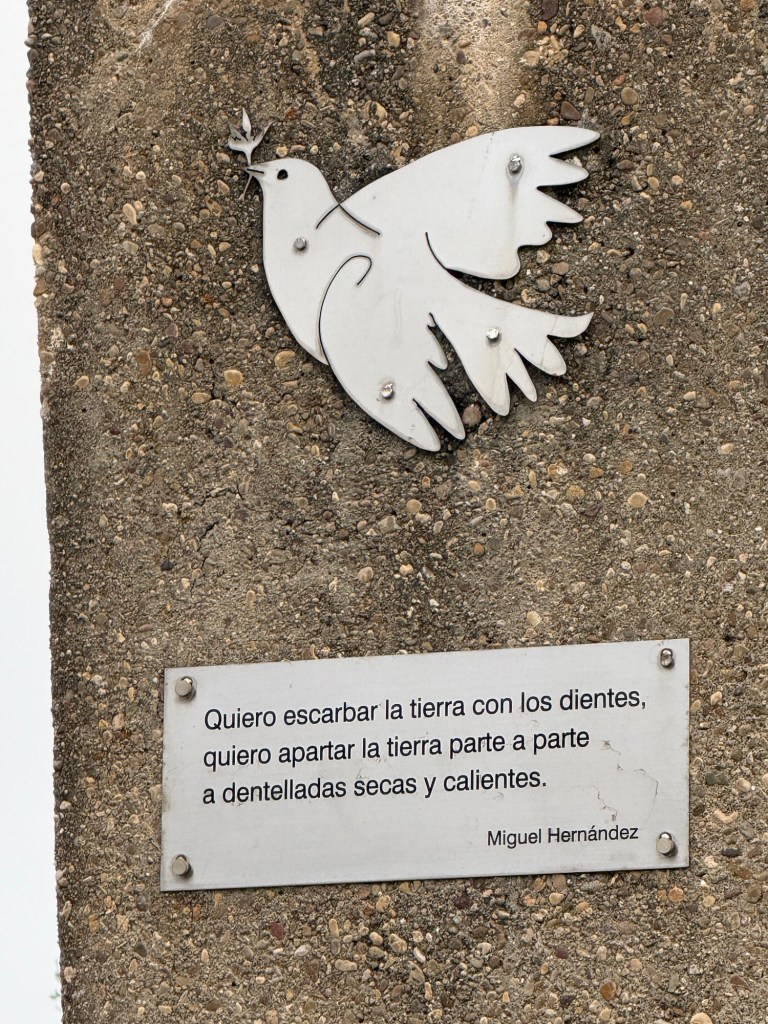 Quiero escarbar la tierra con los dientes,
quiero apartar la tierra parte a parte
a dentelladas secas y calientes.
Miguel Hernández